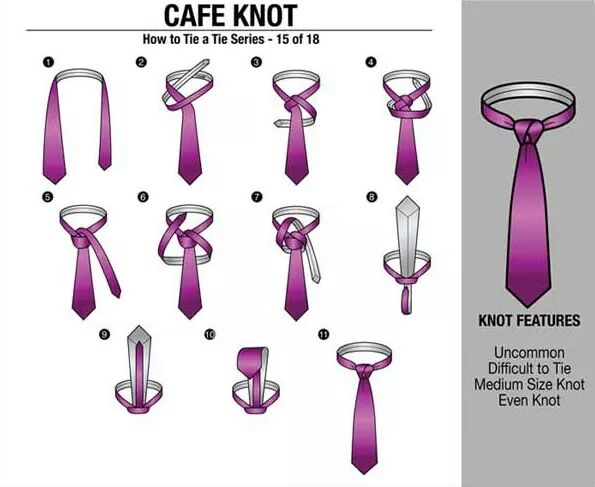 CAFE KNOT
How to Tie a Tie Series - 15 of 18
1
2
3
4
5
6
7
8
9
10
11
KNOT FEATURES
Uncommon
Difficult to Tie
Medium Size Knot
Even Knot